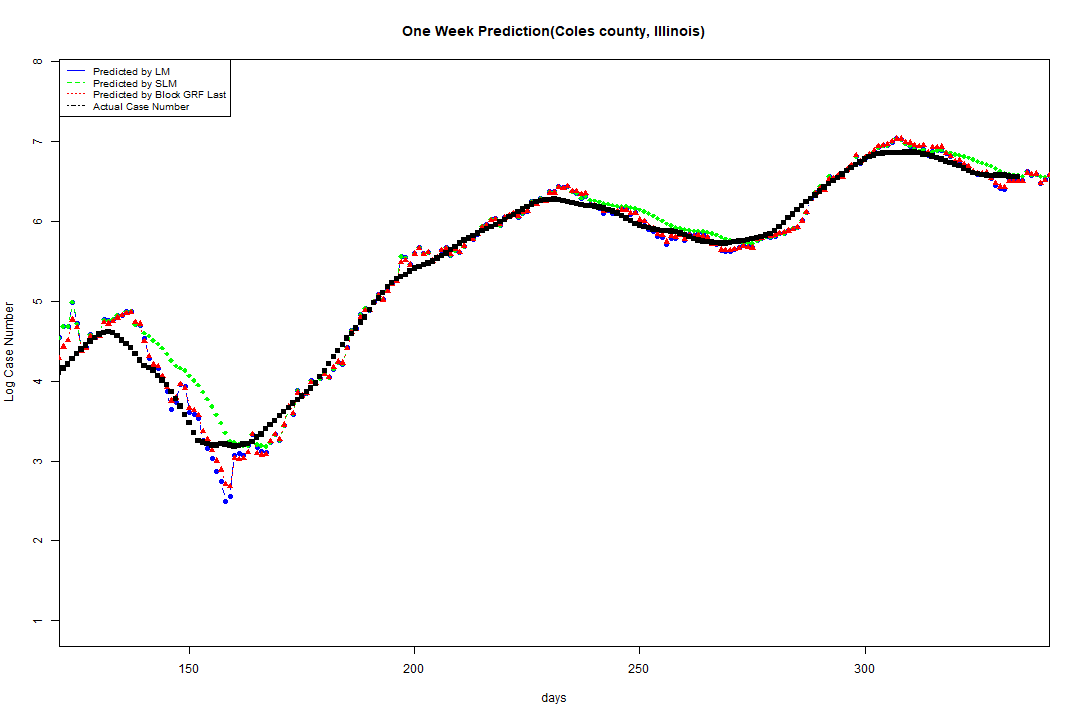 One Week Prediction(Coles county, Illinois)
Predicted by LM
Predicted by SLM
Predicted by Block GRF Last
Actual Case Number
8
7
6
5
4
3
2
1
Log Case Number
150 200 250 300
days